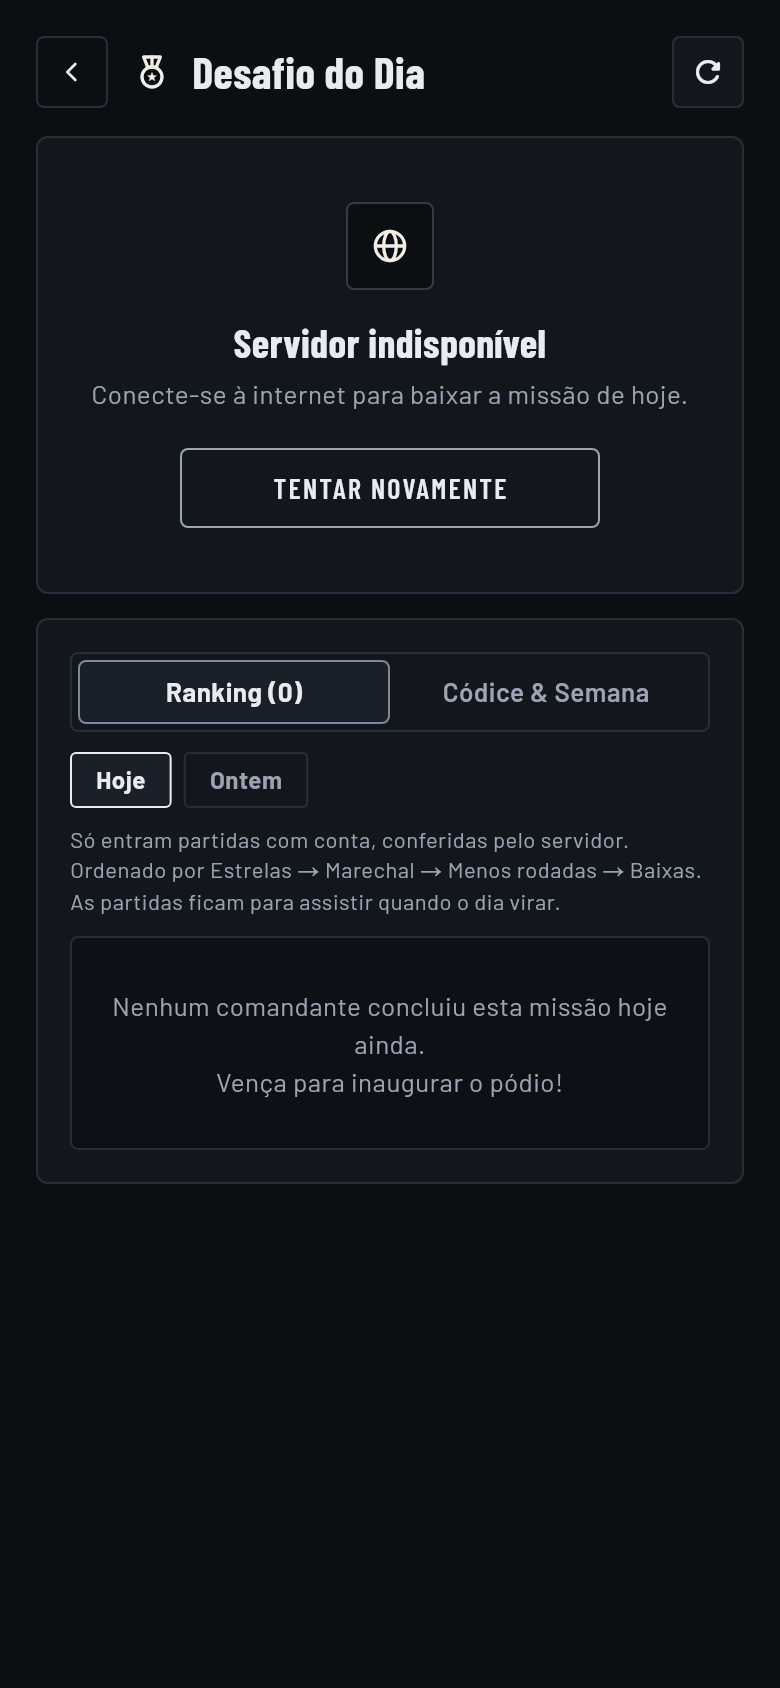 Desafio do Dia
Servidor indisponível
Conecte-se à internet para baixar a missão de hoje.
TENTAR NOVAMENTE
Ranking (0)
Códice & Semana
Hoje
Ontem
Só entram partidas com conta, conferidas pelo servidor.
Ordenado por Estrelas → Marechal → Menos rodadas → Baixas.
As partidas ficam para assistir quando o dia virar.
Nenhum comandante concluiu esta missão hoje
ainda.
Vença para inaugurar o pódio!